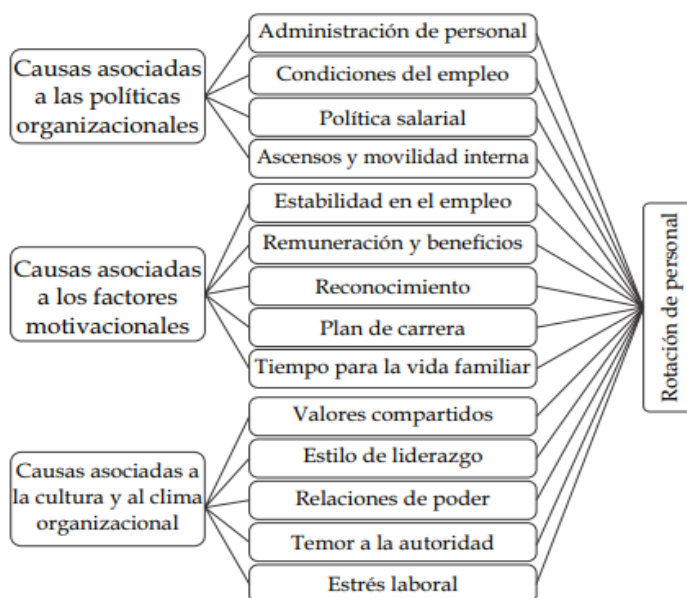 Causas asociadas
a las políticas
organizacionales
Administración de personal
Condiciones del empleo
Política salarial
Ascensos y movilidad interna
Causas asociadas
a los factores
motivacionales
Estabilidad en el empleo
Remuneración y beneficios
Reconocimiento
Plan de carrera
Tiempo para la vida familiar
Causas asociadas a
la cultura y al clima
organizacional
Valores compartidos
Estilo de liderazgo
Relaciones de poder
Temor a la autoridad
Estrés laboral
Rotación de personal